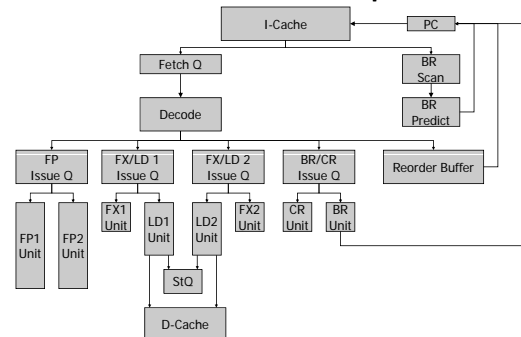 I-Cache
PC
Fetch Q
BR
Scan
BR
Predict
Decode
FP
Issue Q
FX/LD 1
Issue Q
FX/LD 2
Issue Q
BR/CR
Issue Q
Reorder Buffer
FP1
Unit
FP2
Unit
FX1
Unit
LD1
Unit
LD2
Unit
FX2
Unit
CR
Unit
BR
Unit
StQ
D-Cache